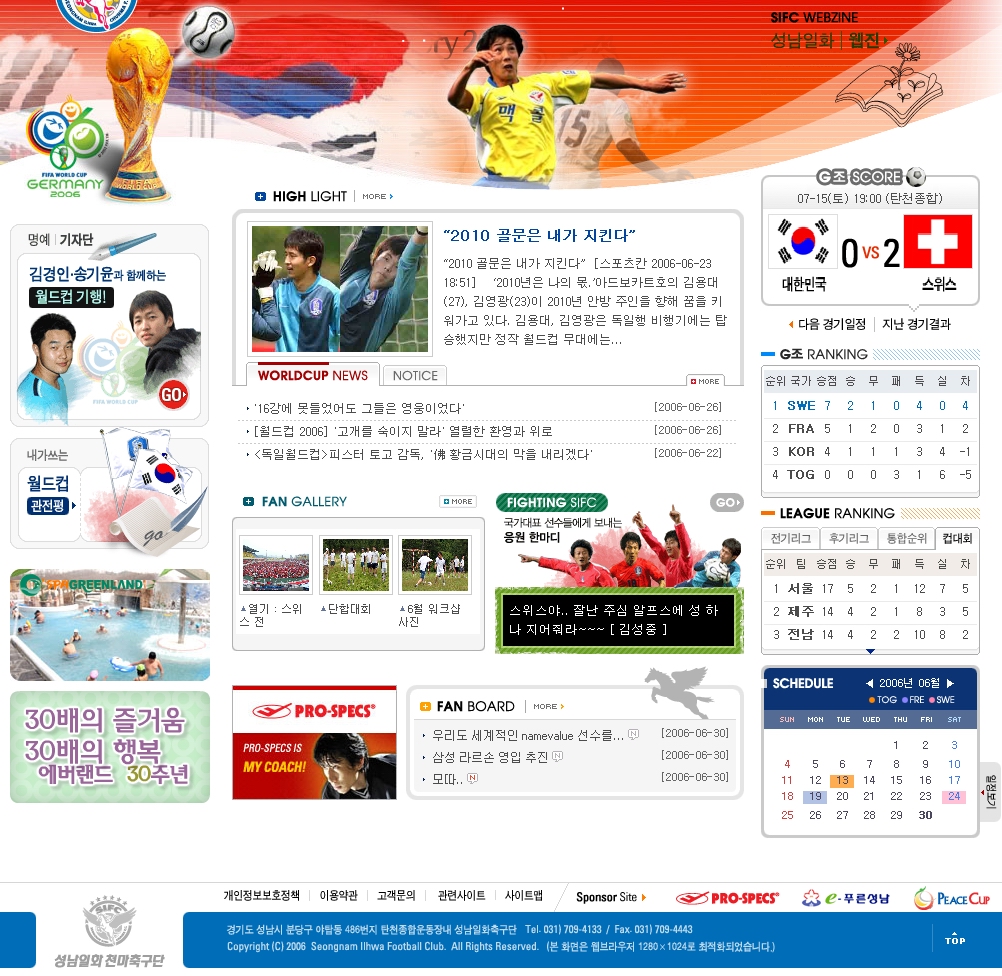 SIFC WEBZINE
성남일화 | 웹진
맥콜
15
FIFA WORLD CUP
GERMANY
2006
HIGH LIGHT | MORE
"2010 골문은 내가 지킨다"
"2010 골문은 내가 지킨다" [스포츠칸 2006-06-23
18:51] '2010년은 나의 몫.'아드보카트호의 김용대
(27), 김영광(23)이 2010년 안방 주인을 향해 꿈을 키
워가고 있다. 김용대, 김영광은 독일행 비행기에는 탑
승했지만 정작 월드컵 무대에는...
WORLDCUP NEWS NOTICE MORE
'16강에 못들었어도 그들은 영웅이었다' [2006-06-26]
[월드컵 2006] '고개를 숙이지 말라' 열렬한 환영과 위로 [2006-06-26]
<독일월드컵>피스터 토고 감독, '佛 황금시대의 막을 내리겠다' [2006-06-22]
명예 | 기자단
김경인·송기윤과 함께하는
월드컵 기행!
GO
내가쓰는
월드컵
관전평
go
SPAGREENLAND
30배의 즐거움
30배의 행복
에버랜드 30주년
FAN GALLERY MORE
열기 : 스위
스 전
단합대회
6월 워크샵
사진
FIGHTING SIFC GO
국가대표 선수들에게 보내는
응원 한마디
스위스야.. 잘난 주심 알프스에 성 하
나 지어줘라~~~ [ 김성중 ]
PRO-SPECS
PRO-SPECS IS
MY COACH!
FAN BOARD | MORE
우리도 세계적인 namevalue 선수를... N [2006-06-30]
삼성 라르손 영입 추진 N [2006-06-30]
모따.. N [2006-06-30]
G조 SCORE
07-15(토) 19:00 (탄천종합)
0 VS 2
대한민국 스위스
다음 경기일정 | 지난 경기결과
G조 RANKING
순위 국가 승점 승 무 패 득 실 차
1 SWE 7 2 1 0 4 0 4
2 FRA 5 1 2 0 3 1 2
3 KOR 4 1 1 1 3 4 -1
4 TOG 0 0 0 3 1 6 -5
LEAGUE RANKING
전기리그 후기리그 통합순위 컵대회
순위 팀 승점 승 무 패 득 실 차
1 서울 17 5 2 1 12 7 5
2 제주 14 4 2 1 8 3 5
3 전남 14 4 2 2 10 8 2
SCHEDULE 2006년 06월
TOG FRE SWE
SUN MON TUE WED THU FRI SAT
1 2 3
4 5 6 7 8 9 10
11 12 13 14 15 16 17
18 19 20 21 22 23 24
25 26 27 28 29 30
일정보기
개인정보보호정책 | 이용약관 | 고객문의 | 관련사이트 | 사이트맵
Sponsor Site PRO-SPECS e-푸른성남 PEACE CUP
SIFC
성남일화 천마축구단
경기도 성남시 분당구 야탑동 486번지 탄천종합운동장내 성남일화축구단 Tel. 031) 709-4133 / Fax. 031) 709-4443
Copyright (C) 2006 Seongnam Ilhwa Football Club. All Rights Reserved. (본 화면은 웹브라우저 1280×1024로 최적화되었습니다.)
TOP